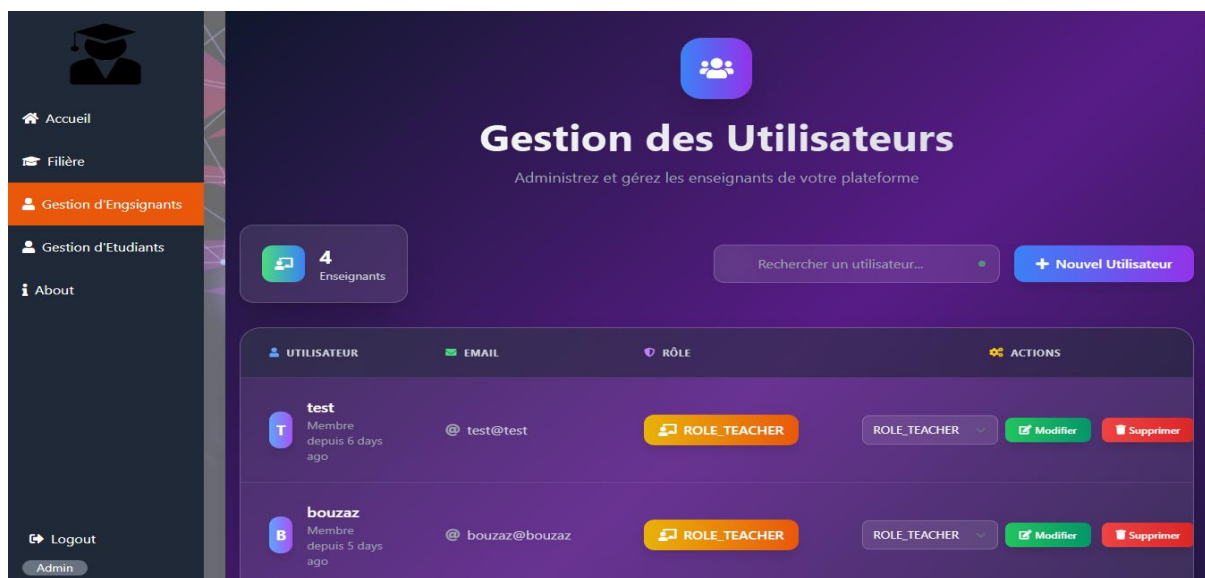 Accueil
Filière
Gestion d'Engsignants
Gestion d'Etudiants
About
Logout
Admin
Gestion des Utilisateurs
Administrez et gérez les enseignants de votre plateforme
4
Enseignants
Rechercher un utilisateur...
+ Nouvel Utilisateur
UTILISATEUR EMAIL RÔLE ACTIONS
T
test
Membre
depuis 6 days
ago
@ test@test
ROLE_TEACHER
ROLE_TEACHER
Modifier
Supprimer
B
bouzaz
Membre
depuis 5 days
ago
@ bouzaz@bouzaz
ROLE_TEACHER
ROLE_TEACHER
Modifier
Supprimer